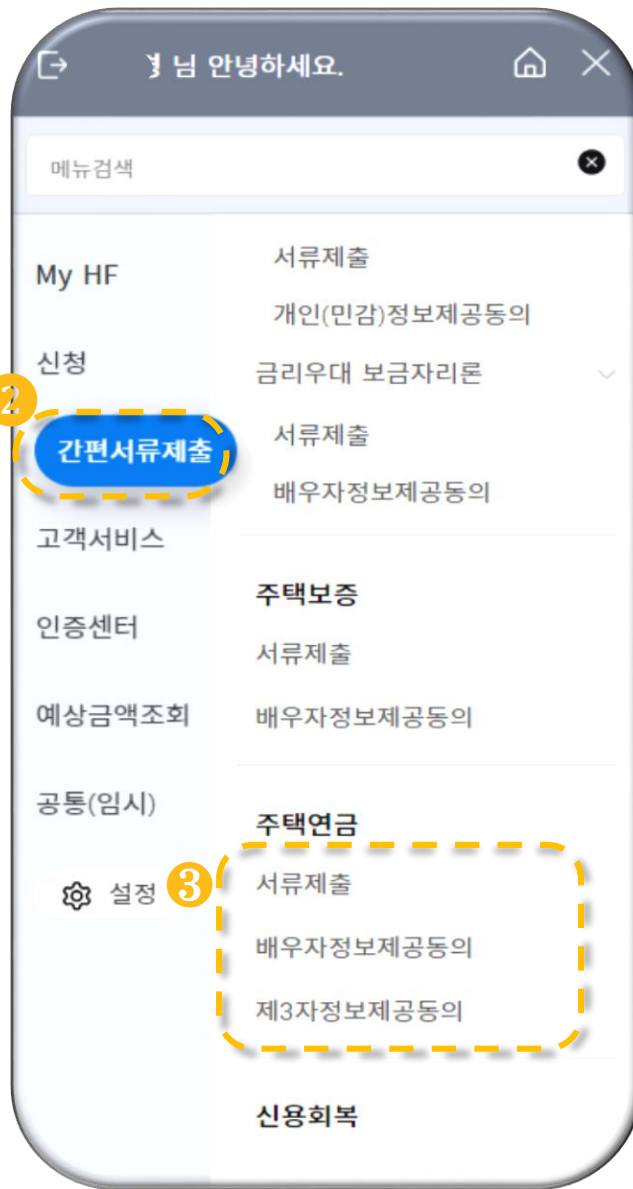 님 안녕하세요.
메뉴검색
My HF
신청
2
간편서류제출
고객서비스
인증센터
예상금액조회
공통(임시)
설정
서류제출
개인(민감)정보제공동의
금리우대 보금자리론
서류제출
배우자정보제공동의
주택보증
서류제출
배우자정보제공동의
주택연금
3
서류제출
배우자정보제공동의
제3자정보제공동의
신용회복